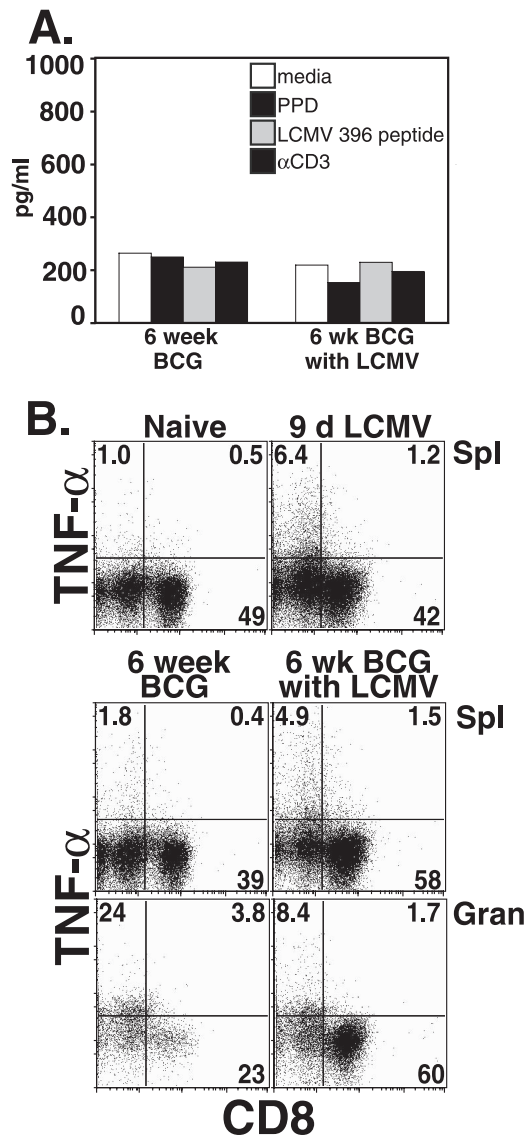 A.
1000
800
600
400
200
0
pg/ml
media
PPD
LCMV 396 peptide
αCD3
6 week
BCG
6 wk BCG
with LCMV
B.
Naive
9 d LCMV
1.0
0.5
6.4
1.2
Spl
TNF-α
49
42
6 week
BCG
6 wk BCG
with LCMV
1.8
0.4
4.9
1.5
Spl
39
58
TNF-α
24
3.8
8.4
1.7
Gran
23
60
CD8